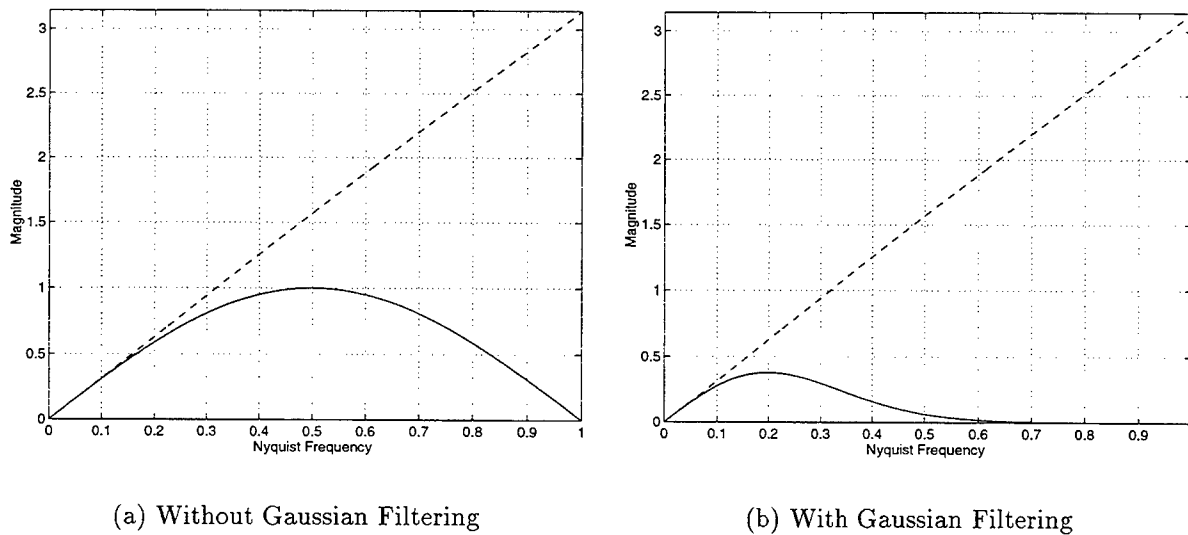 3
2.5
2
1.5
1
0.5
0
Magnitude
0 0.1 0.2 0.3 0.4 0.5 0.6 0.7 0.8 0.9 1
Nyquist Frequency
(a) Without Gaussian Filtering
3
2.5
2
1.5
1
0.5
0
Magnitude
0 0.1 0.2 0.3 0.4 0.5 0.6 0.7 0.8 0.9
Nyquist Frequency
(b) With Gaussian Filtering